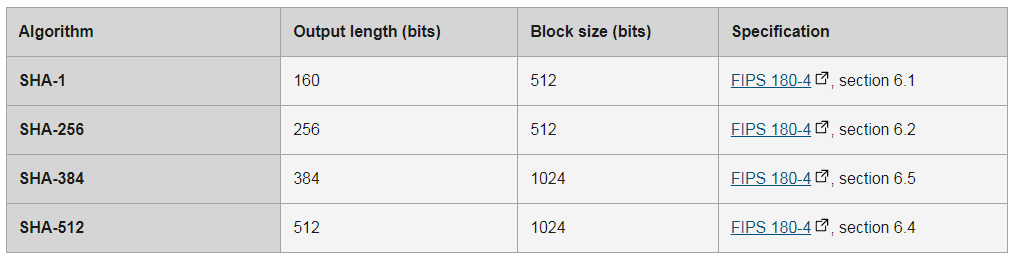 Algorithm Output length (bits) Block size (bits) Specification
SHA-1 160 512 FIPS 180-4, section 6.1
SHA-256 256 512 FIPS 180-4, section 6.2
SHA-384 384 1024 FIPS 180-4, section 6.5
SHA-512 512 1024 FIPS 180-4, section 6.4